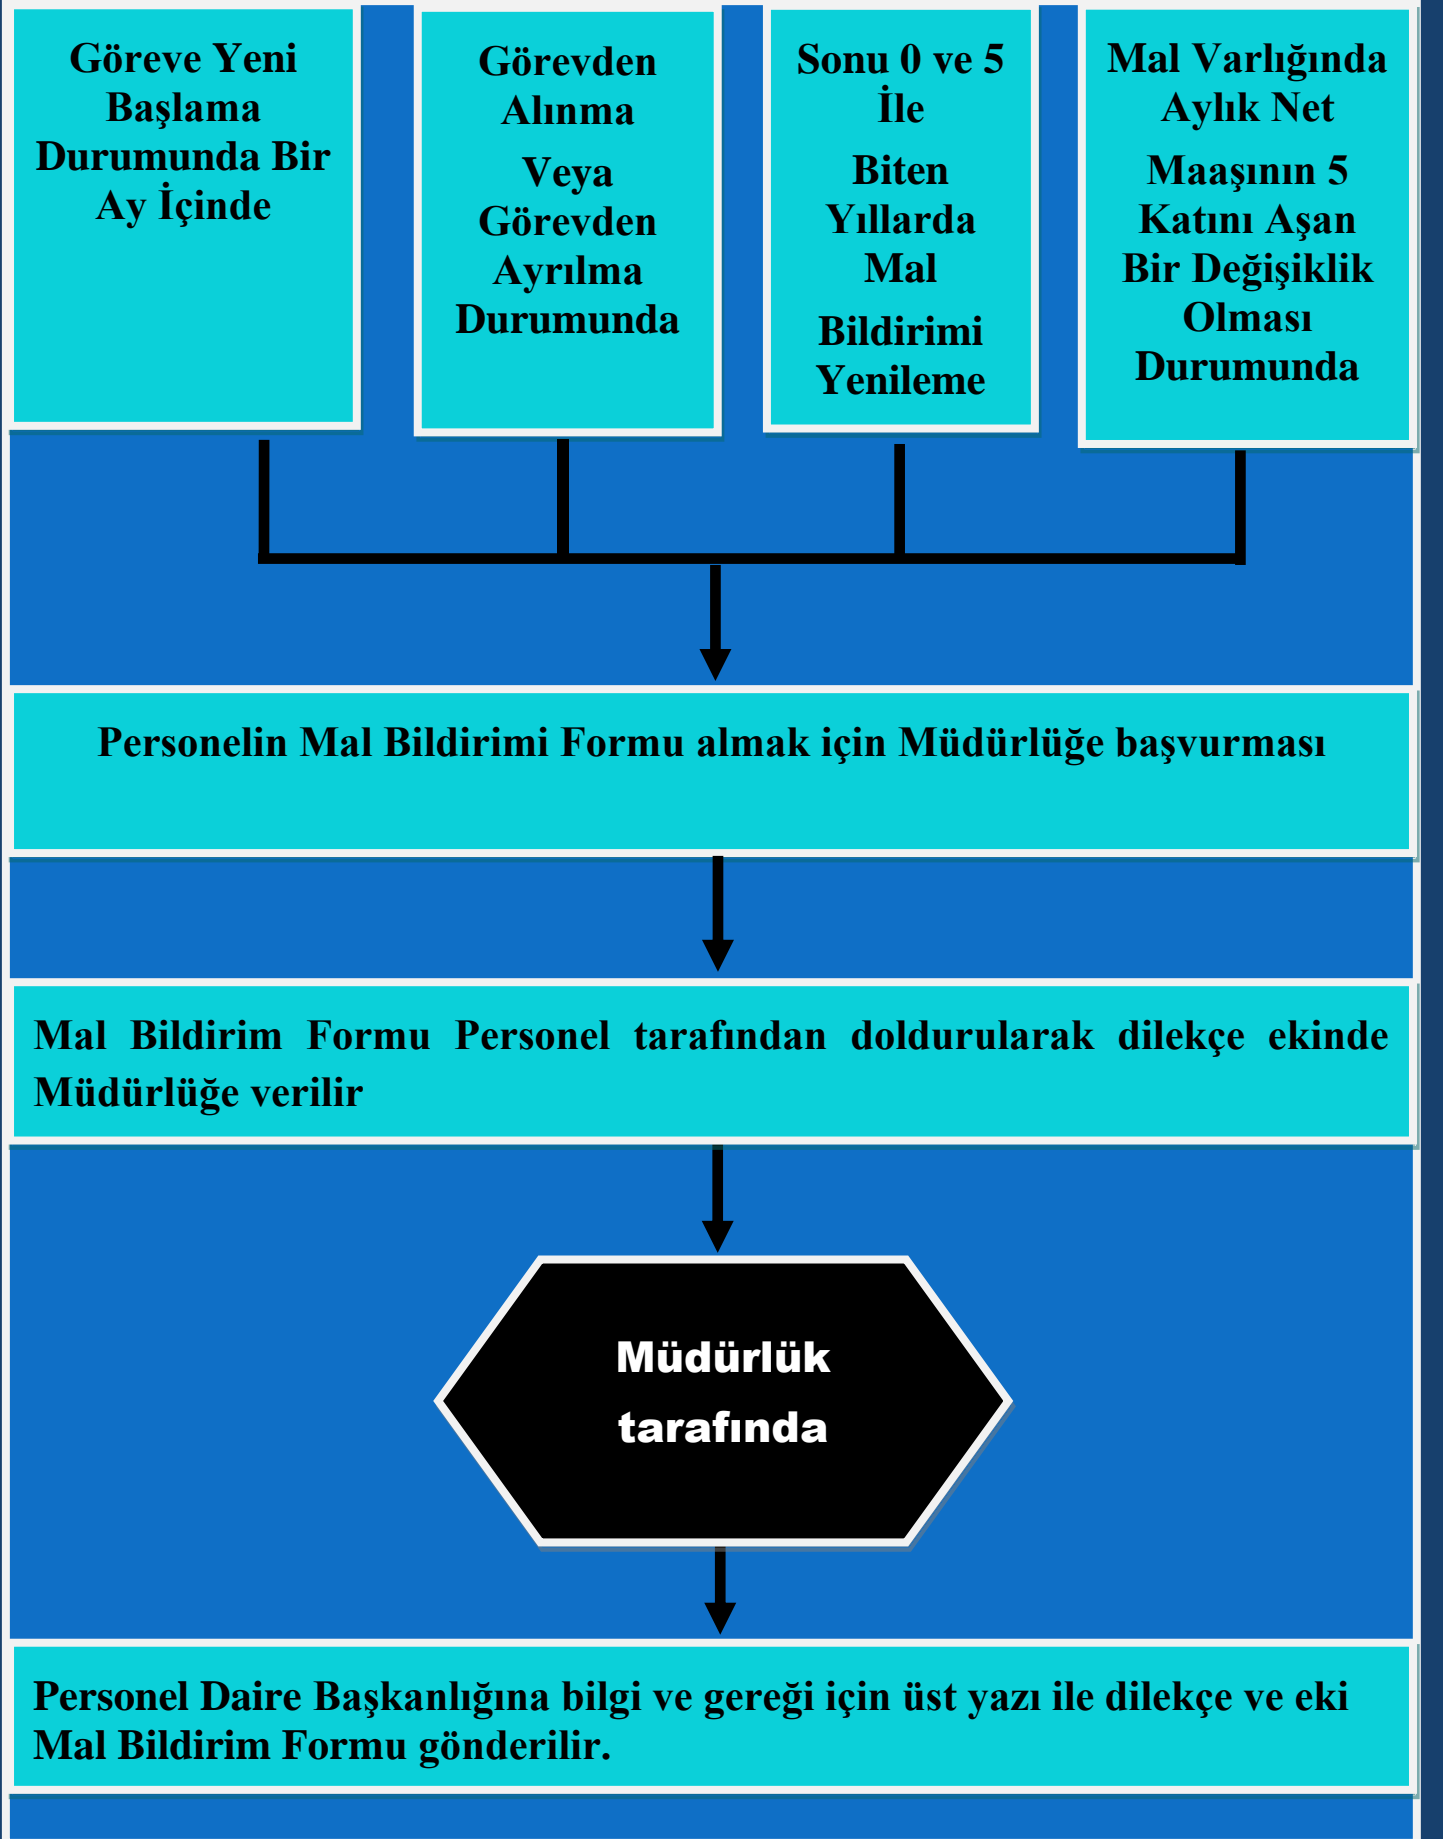 Göreve Yeni
Başlama
Durumunda Bir
Ay İçinde
Görevden
Alınma
Veya
Görevden
Ayrılma
Durumunda
Sonu 0 ve 5
İle
Biten
Yıllarda
Mal
Bildirimi
Yenileme
Mal Varlığında
Aylık Net
Maaşının 5
Katını Aşan
Bir Değişiklik
Olması
Durumunda
Personelin Mal Bildirimi Formu almak için Müdürlüğe başvurması
Mal Bildirim Formu Personel tarafından doldurularak dilekçe ekinde
Müdürlüğe verilir
Müdürlük
tarafında
Personel Daire Başkanlığına bilgi ve gereği için üst yazı ile dilekçe ve eki
Mal Bildirim Formu gönderilir.